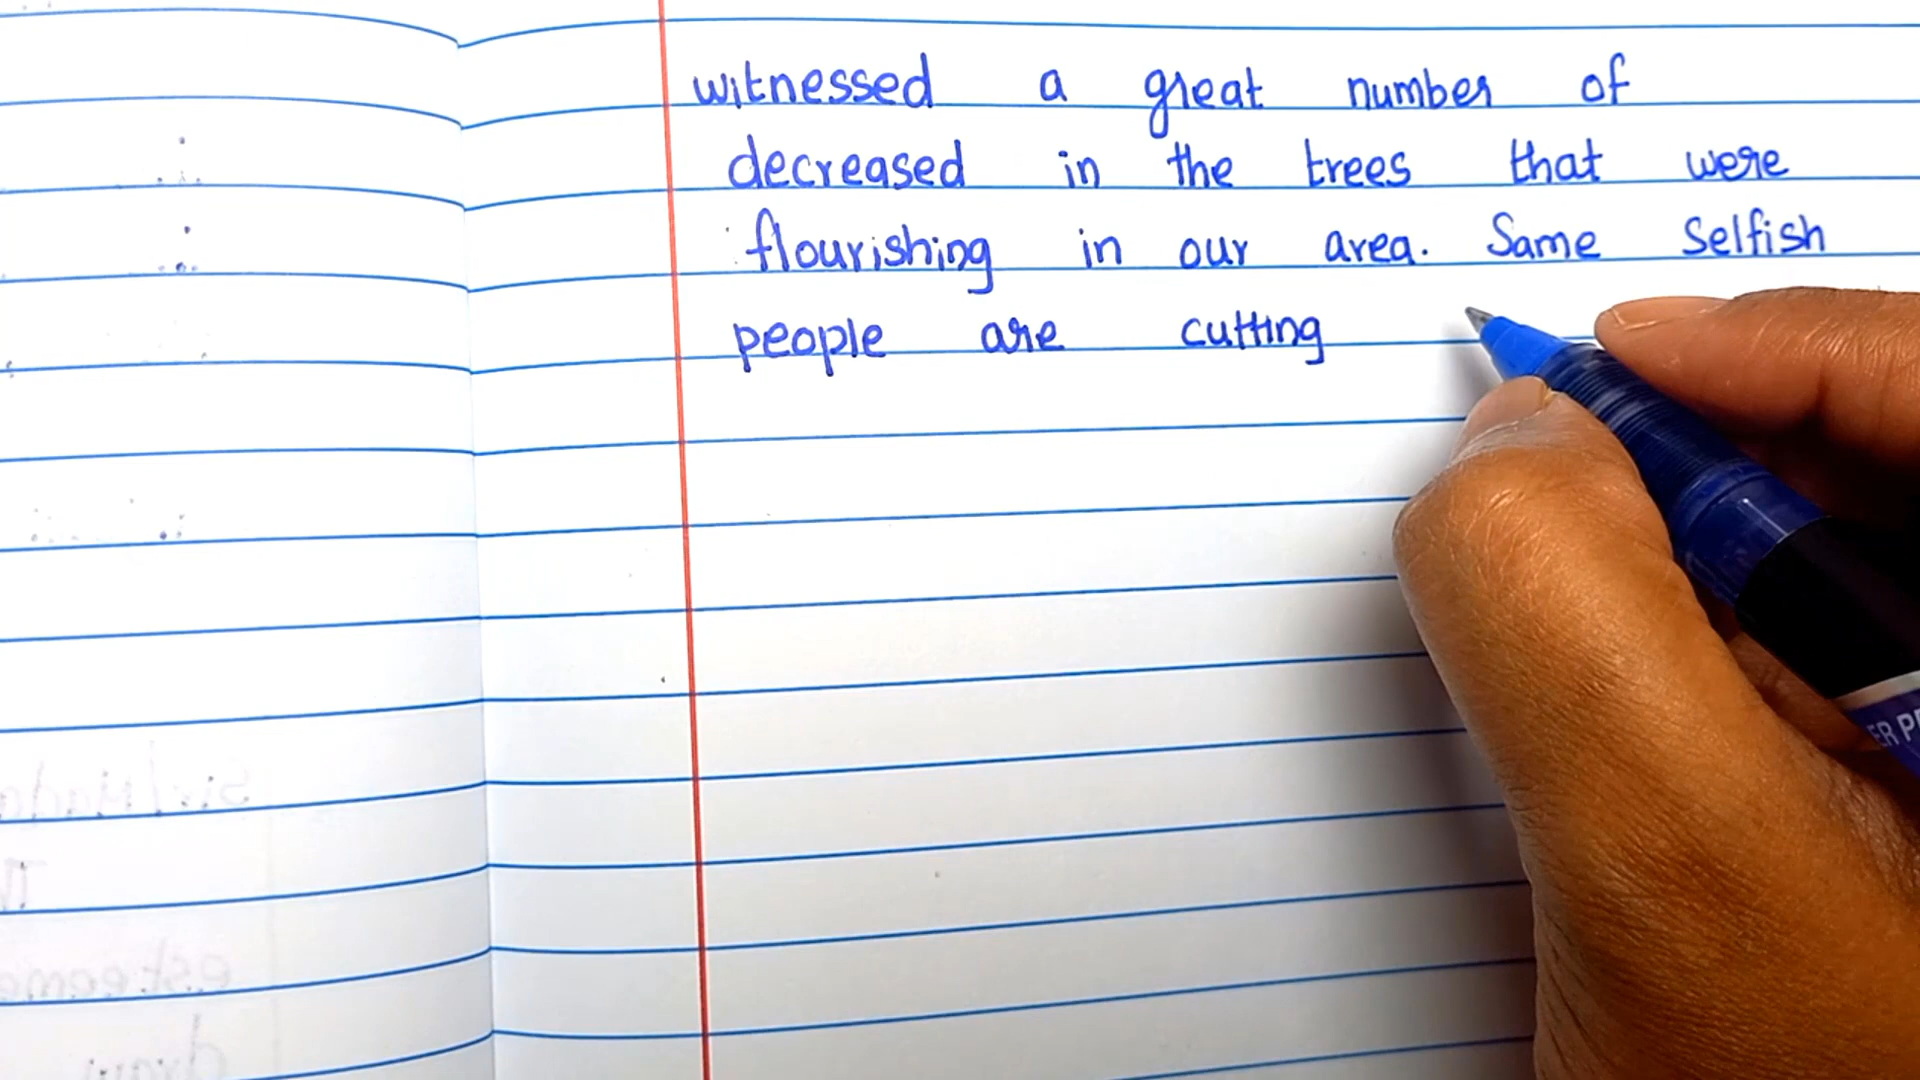 witnessed a great number of
decreased in the trees that were
flourishing in our area. Same Selfish
people are cutting
ER P